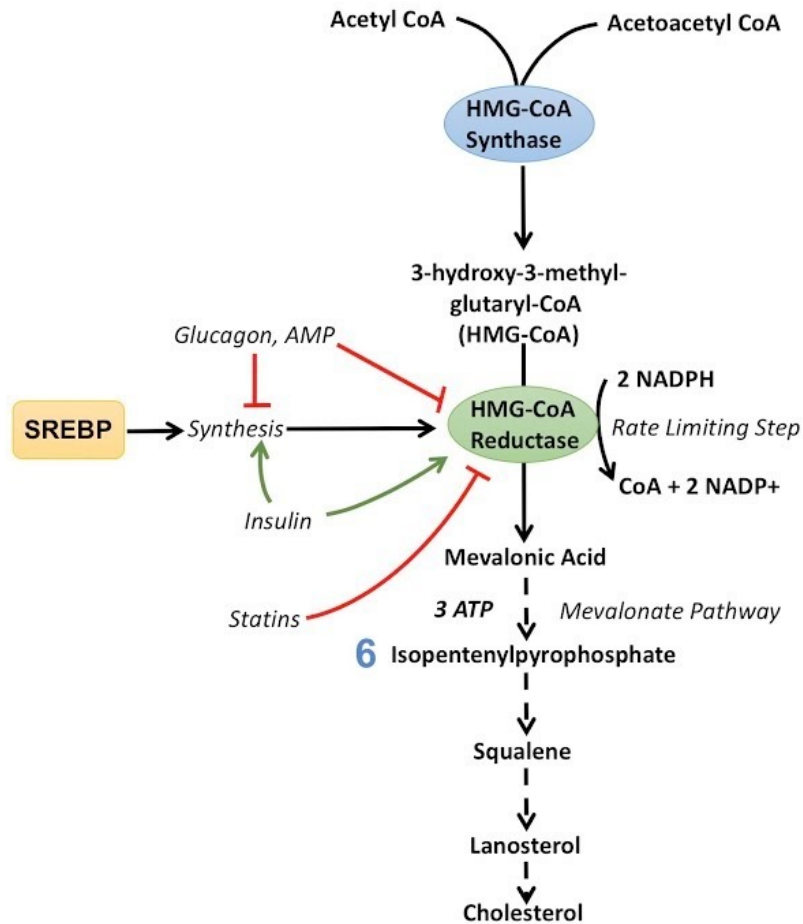 Acetyl CoA
Acetoacetyl CoA
HMG-CoA
Synthase
3-hydroxy-3-methyl-
glutaryl-CoA
(HMG-CoA)
Glucagon, AMP
2 NADPH
SREBP
Synthesis
HMG-CoA
Reductase
Rate Limiting Step
CoA + 2 NADP+
Insulin
Mevalonic Acid
Statins
3 ATP
Mevalonate Pathway
6 Isopentenylpyrophosphate
Squalene
Lanosterol
Cholesterol